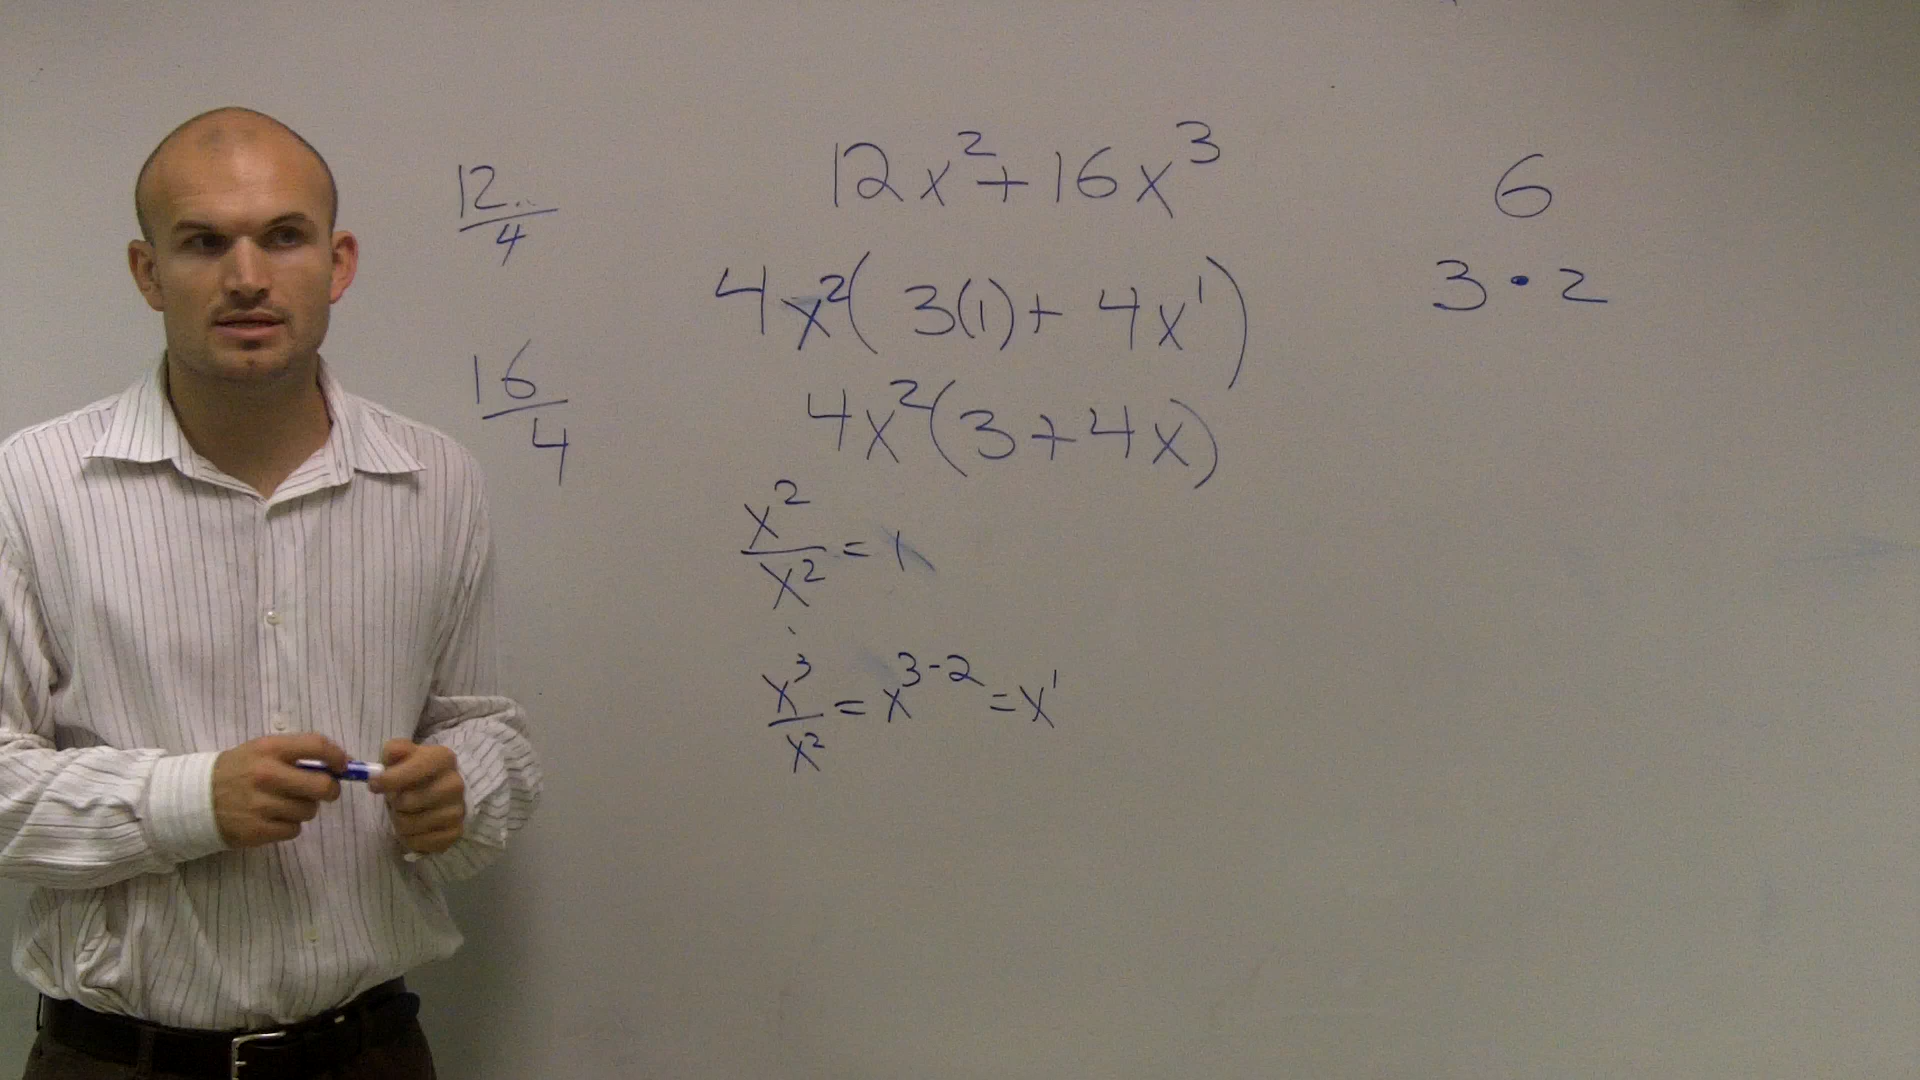 12x² + 16x³
4x²( 3(1) + 4x¹ )
4x²(3 + 4x)
x²/x² = 1
x³/x² = x³⁻² = x¹
12/4
16/4
6
3 • 2